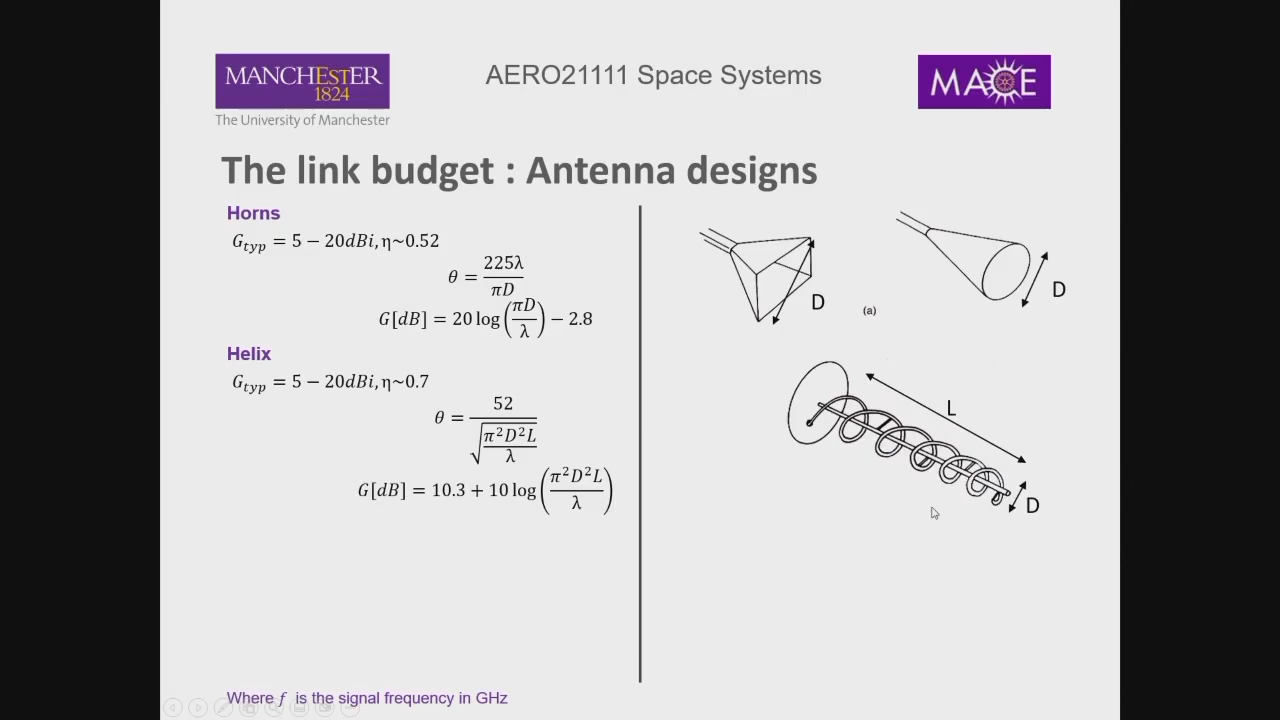 MANCHESTER
1824
The University of Manchester
AERO21111 Space Systems
MACE
The link budget : Antenna designs
Horns
G_typ = 5 − 20dBi, η~0.52
θ = 225λ / πD
G[dB] = 20 log(πD/λ) − 2.8
Helix
G_typ = 5 − 20dBi, η~0.7
θ = 52 / √(π²D²L/λ)
G[dB] = 10.3 + 10 log(π²D²L/λ)
D
(a)
D
L
D
Where f is the signal frequency in GHz